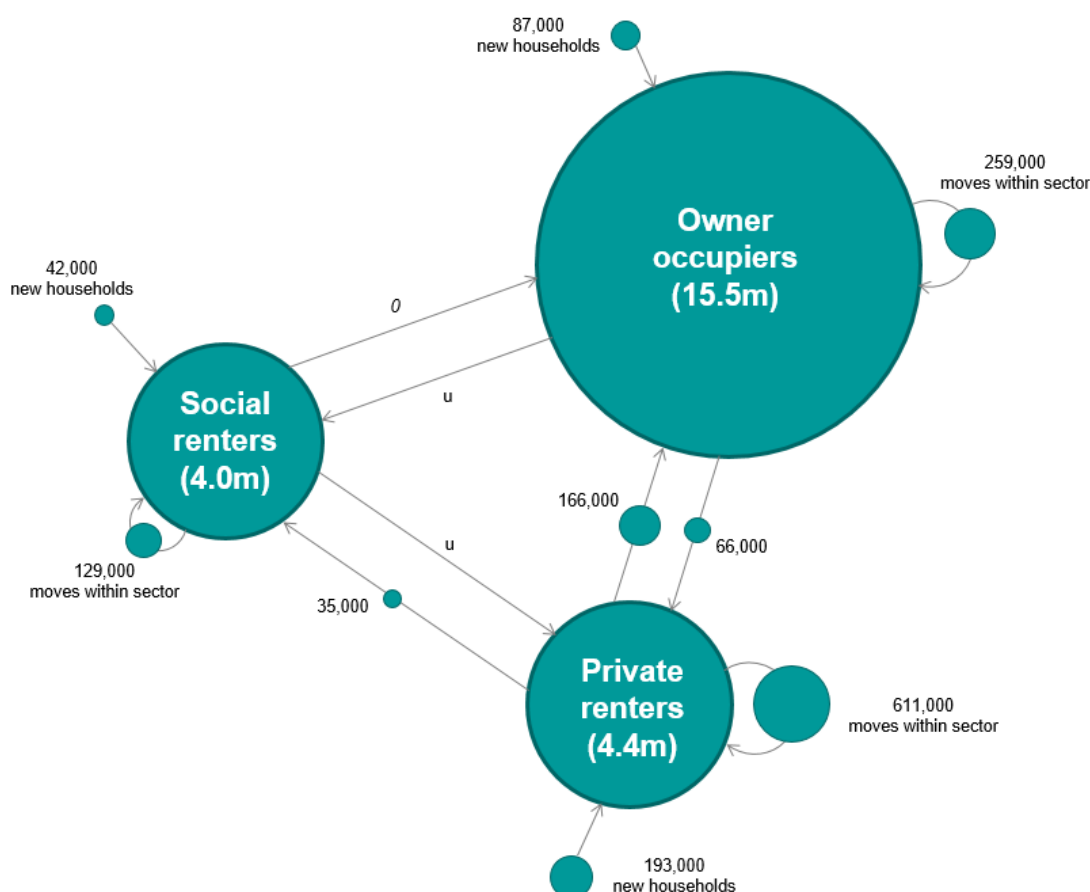 87,000
new households
Owner
occupiers
(15.5m)
259,000
moves within sector
42,000
new households
0
u
Social
renters
(4.0m)
166,000
66,000
u
129,000
moves within sector
35,000
Private
renters
(4.4m)
611,000
moves within sector
193,000
new households